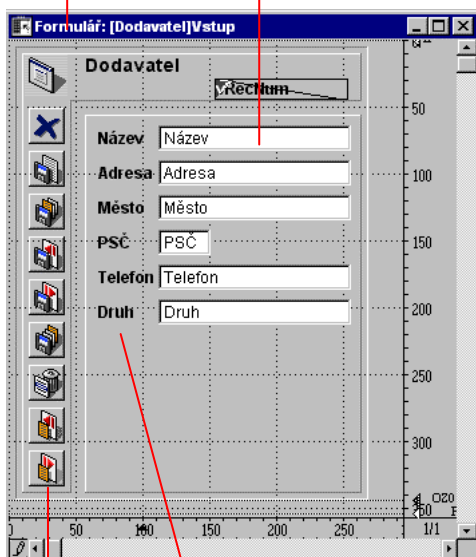 Formulář: [Dodavatel]Vstup
Dodavatel
vRecNum
50
Název Název
Adresa Adresa
100
Město Město
PSČ PSČ
150
Telefon Telefon
Druh Druh
200
250
300
50 100 150 200 250 1/1